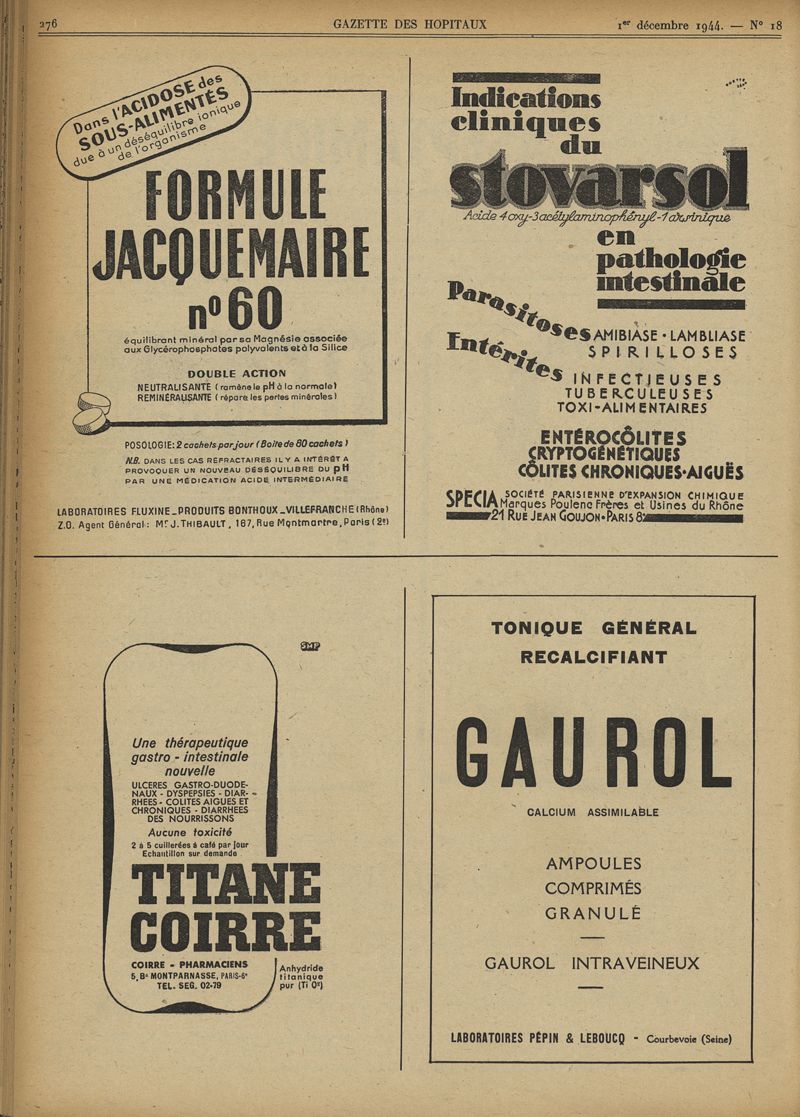 276 GAZETTE DES HOPITAUX 1er décembre 1944. — N° 18
Dans l'ACIDOSE des
SOUS-ALIMENTÉS
due à un déséquilibre ionique
de l'organisme
FORMULE
JACQUEMAIRE
nº 60
équilibrant minéral par sa Magnésie associée
aux Glycérophosphates polyvalents et à la Silice
DOUBLE ACTION
NEUTRALISANTE (ramène le pH à la normale)
REMINÉRALISANTE (répare les pertes minérales)
POSOLOGIE: 2 cachets par jour (Boîte de 80 cachets)
N.B. DANS LES CAS REFRACTAIRES IL Y A INTÉRÊT A
PROVOQUER UN NOUVEAU DÉSÉQUILIBRE DU pH
PAR UNE MÉDICATION ACIDE INTERMÉDIAIRE
LABORATOIRES FLUXINE_PRODUITS BONTHOUX_VILLEFRANCHE (Rhône)
Z.O. Agent Général: Mr. J. THIBAULT, 167, Rue Montmartre, Paris (2e)
Indications
cliniques
du
stovarsol
Acide 4 oxy-3 acétylaminophényl-1 arsinique
en
pathologie
intestinale
Parasitoses AMIBIASE • LAMBLIASE
SPIRILLOSES
Entérites INFECTIEUSES
TUBERCULEUSES
TOXI-ALIMENTAIRES
ENTÉROCÔLITES
CRYPTOGÉNÉTIQUES
CÔLITES CHRONIQUES•AIGUËS
SPECIA SOCIÉTÉ PARISIENNE D'EXPANSION CHIMIQUE
Marques Poulenc Frères et Usines du Rhône
21 RUE JEAN GOUJON•PARIS 8e
SMP
Une thérapeutique
gastro - intestinale
nouvelle
ULCERES GASTRO-DUODE-
NAUX - DYSPEPSIES - DIAR-
RHEES - COLITES AIGUES ET
CHRONIQUES - DIARRHEES
DES NOURRISSONS
Aucune toxicité
2 à 5 cuillerées à café par jour
Echantillon sur demande
TITANE
COIRRE
COIRRE - PHARMACIENS
5, Bd MONTPARNASSE, PARIS-6e
TEL. SEG. 02-79
Anhydride
titanique
pur (Ti O²)
TONIQUE GÉNÉRAL
RECALCIFIANT
GAUROL
CALCIUM ASSIMILABLE
AMPOULES
COMPRIMÉS
GRANULÉ
GAUROL INTRAVEINEUX
LABORATOIRES PÉPIN & LEBOUCQ - Courbevoie (Seine)